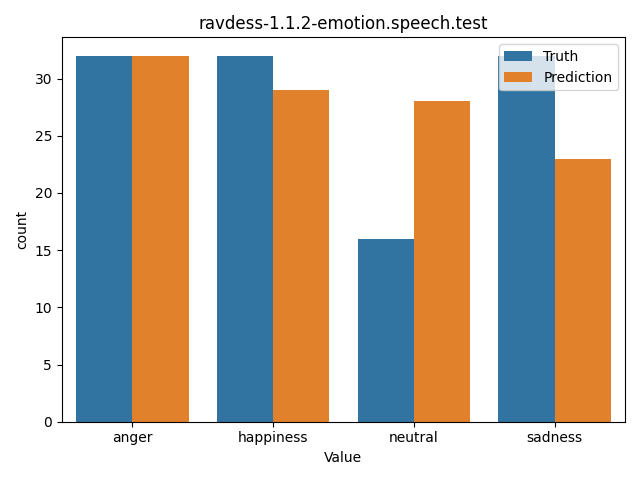 ravdess-1.1.2-emotion.speech.test
Truth
Prediction
count
30
25
20
15
10
5
0
anger happiness neutral sadness
Value